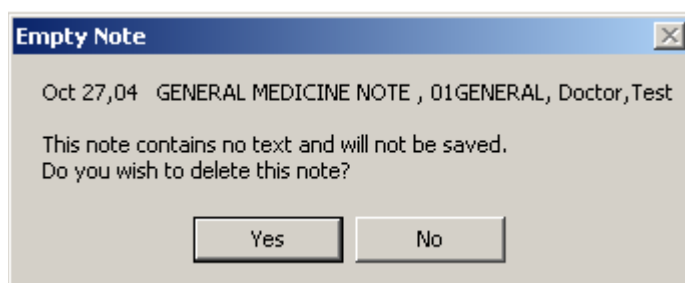 Empty Note
Oct 27,04 GENERAL MEDICINE NOTE , 01GENERAL, Doctor,Test
This note contains no text and will not be saved.
Do you wish to delete this note?
Yes No